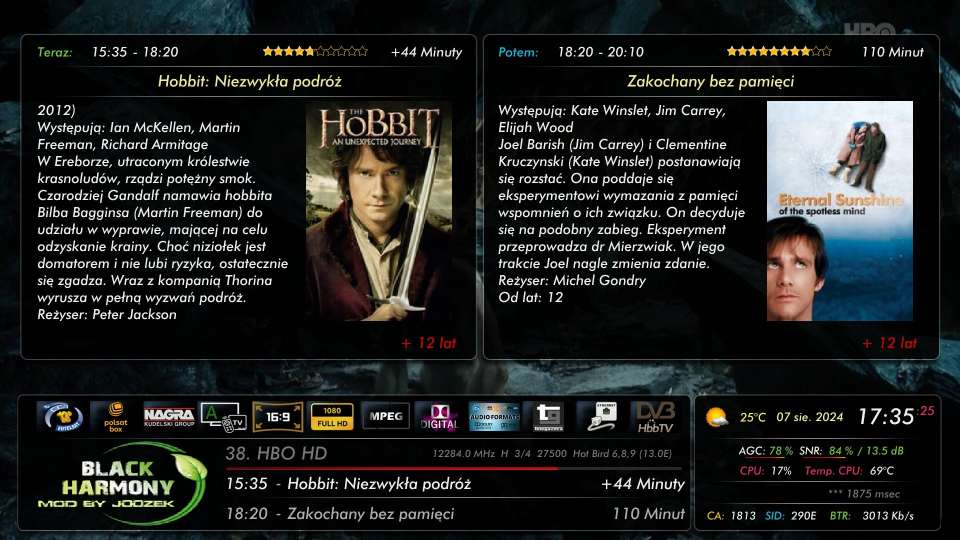 HBO
Teraz: 15:35 - 18:20 +44 Minuty
Hobbit: Niezwykła podróż
2012)
Występują: Ian McKellen, Martin
Freeman, Richard Armitage
W Ereborze, utraconym królestwie
krasnoludów, rządzi potężny smok.
Czarodziej Gandalf namawia hobbita
Bilba Bagginsa (Martin Freeman) do
udziału w wyprawie, mającej na celu
odzyskanie krainy. Choć niziołek jest
domatorem i nie lubi ryzyka, ostatecznie
się zgadza. Wraz z kompanią Thorina
wyrusza w pełną wyzwań podróż.
Reżyser: Peter Jackson
THE
HOBBIT
AN UNEXPECTED JOURNEY
+ 12 lat
Potem: 18:20 - 20:10 110 Minut
Zakochany bez pamięci
Występują: Kate Winslet, Jim Carrey,
Elijah Wood
Joel Barish (Jim Carrey) i Clementine
Kruczynski (Kate Winslet) postanawiają
się rozstać. Ona poddaje się
eksperymentowi wymazania z pamięci
wspomnień o ich związku. On decyduje
się na podobny zabieg. Eksperyment
przeprowadza dr Mierzwiak. W jego
trakcie Joel nagle zmienia zdanie.
Reżyser: Michel Gondry
Od lat: 12
Eternal Sunshine
of the spotless mind
+ 12 lat
polsat
box
NAGRA
KUDELSKI GROUP
A
TV
16:9
1080
FULL HD
MPEG
DIGITAL
AUDIO FORMATS
DVB
HbbTV
BLACK
HARMONY
MOD BY JOOZEK
38. HBO HD 12284.0 MHz H 3/4 27500 Hot Bird 6,8,9 (13.0E)
15:35 - Hobbit: Niezwykła podróż +44 Minuty
18:20 - Zakochany bez pamięci 110 Minut
25°C 07 sie. 2024 17:35:25
AGC: 78 % SNR: 84 % / 13.5 dB
CPU: 17% Temp. CPU: 69°C
*** 1875 msec
CA: 1813 SID: 290E BTR: 3013 Kb/s